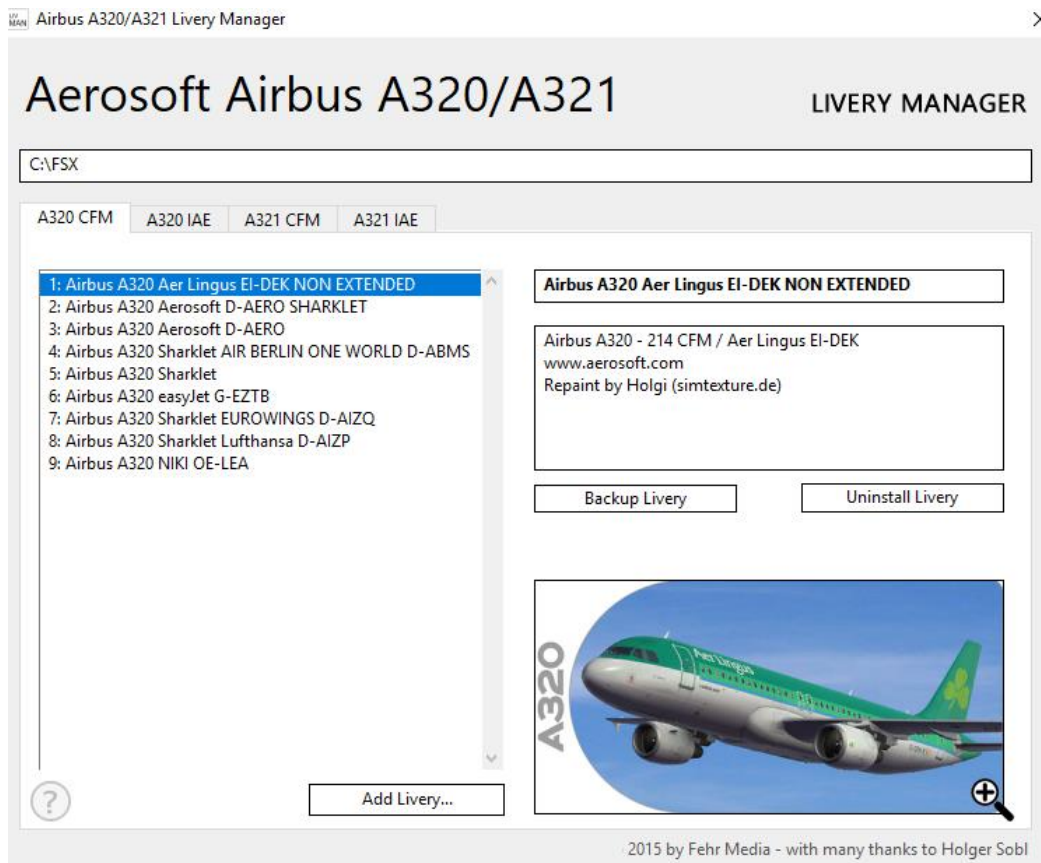 LIV MAN
Airbus A320/A321 Livery Manager
Aerosoft Airbus A320/A321
LIVERY MANAGER
C:\FSX
A320 CFM
A320 IAE
A321 CFM
A321 IAE
1: Airbus A320 Aer Lingus EI-DEK NON EXTENDED
2: Airbus A320 Aerosoft D-AERO SHARKLET
3: Airbus A320 Aerosoft D-AERO
4: Airbus A320 Sharklet AIR BERLIN ONE WORLD D-ABMS
5: Airbus A320 Sharklet
6: Airbus A320 easyJet G-EZTB
7: Airbus A320 Sharklet EUROWINGS D-AIZQ
8: Airbus A320 Sharklet Lufthansa D-AIZP
9: Airbus A320 NIKI OE-LEA
Airbus A320 Aer Lingus EI-DEK NON EXTENDED
Airbus A320 - 214 CFM / Aer Lingus EI-DEK
www.aerosoft.com
Repaint by Holgi (simtexture.de)
Backup Livery
Uninstall Livery
A320
Aer Lingus
?
Add Livery...
2015 by Fehr Media - with many thanks to Holger Sobl